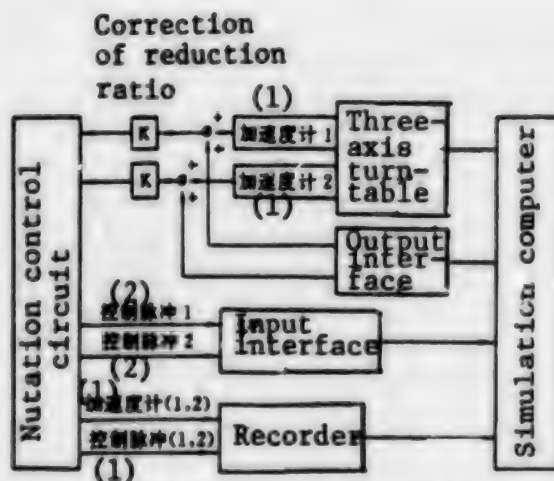 Correction
of reduction
ratio
(1)
K
加速度计 1
Three-
axis
turn-
table
K
加速度计 2
(1)
Output
Inter-
face
(2)
控制脉冲 1
控制脉冲 2
(2)
Input
Interface
(1)
加速度计(1,2)
控制脉冲(1,2)
(1)
Recorder
Nutation control
circuit
Simulation computer